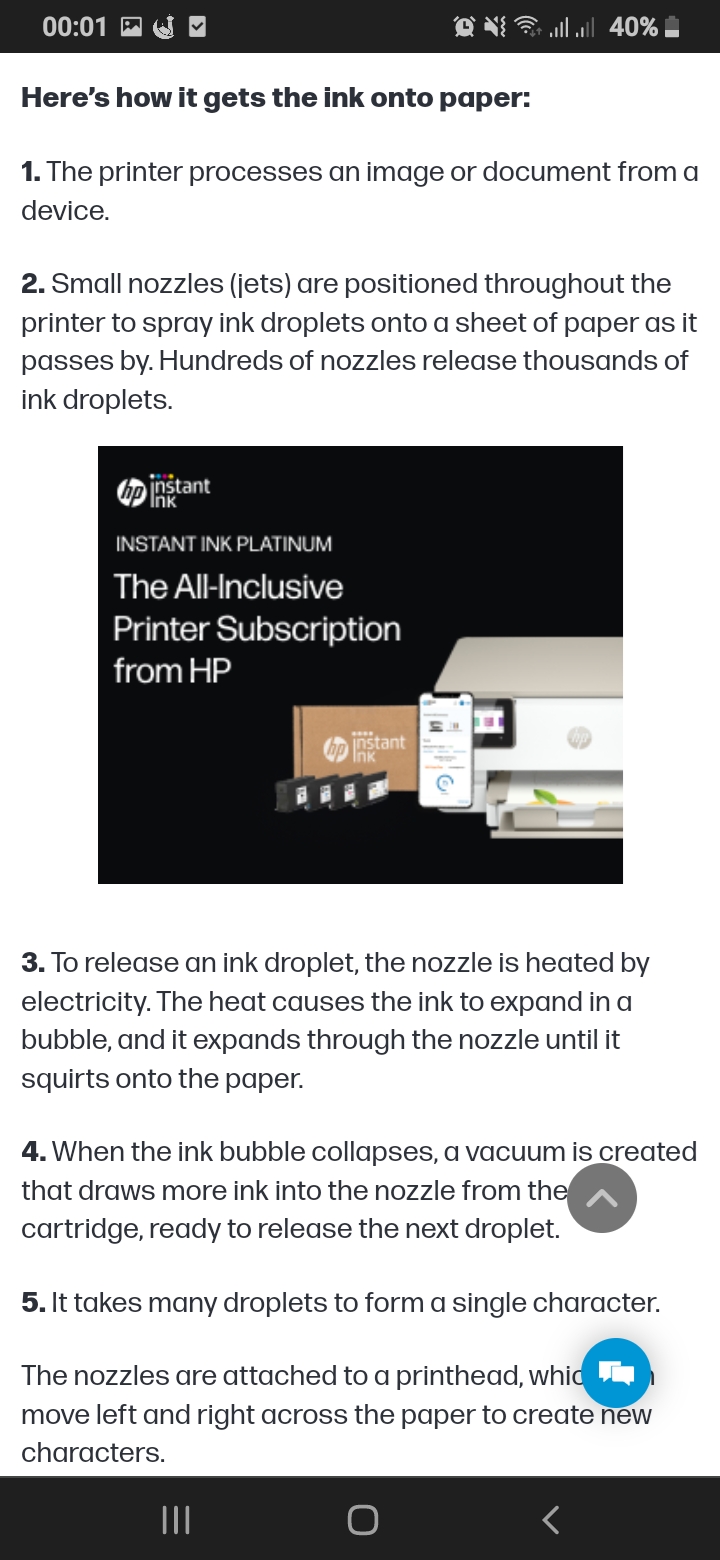 00:01
40%
Here's how it gets the ink onto paper:
1. The printer processes an image or document from a
device.
2. Small nozzles (jets) are positioned throughout the
printer to spray ink droplets onto a sheet of paper as it
passes by. Hundreds of nozzles release thousands of
ink droplets.
hp instant
ink
INSTANT INK PLATINUM
The All-Inclusive
Printer Subscription
from HP
hp instant
ink
hp
3. To release an ink droplet, the nozzle is heated by
electricity. The heat causes the ink to expand in a
bubble, and it expands through the nozzle until it
squirts onto the paper.
4. When the ink bubble collapses, a vacuum is created
that draws more ink into the nozzle from the
cartridge, ready to release the next droplet.
5. It takes many droplets to form a single character.
The nozzles are attached to a printhead,
move left and right across the paper to create new
characters.